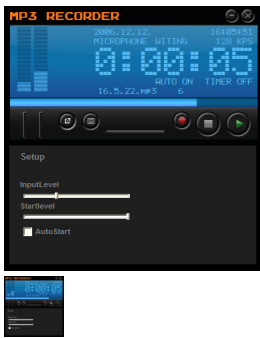 MP3 RECORDER
2006.12.12. 16:05:51
MICROPHONE WITING 128 KPS
0:00:05
AUTO ON TIMER OFF
16.5.22.MP3 6
Setup
InputLevel
Startlevel
AutoStart